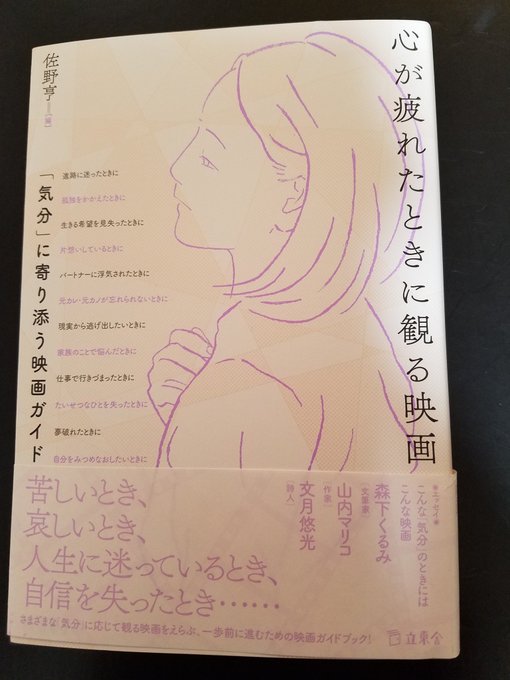 心が疲れたときに観る映画
「気分」に寄り添う映画ガイド
佐野亨［編］
進路に迷ったときに
孤独をかかえたときに
生きる希望を見失ったときに
片想いしているときに
パートナーに浮気されたときに
元カレ・元カノが忘れられないときに
現実から逃げ出したいときに
家族のことで悩んだときに
仕事で行きづまったときに
たいせつなひとを失ったときに
夢破れたときに
自分をみつめなおしたいときに
＊エッセイ＊
こんな「気分」のときには
こんな映画
森下くるみ
［文筆家］
山内マリコ
［作家］
文月悠光
［詩人］
苦しいとき、
哀しいとき、
人生に迷っているとき、
自信を失ったとき……
さまざまな「気分」に応じて観る映画をえらぶ、一歩前に進むための映画ガイドブック!
立東舎